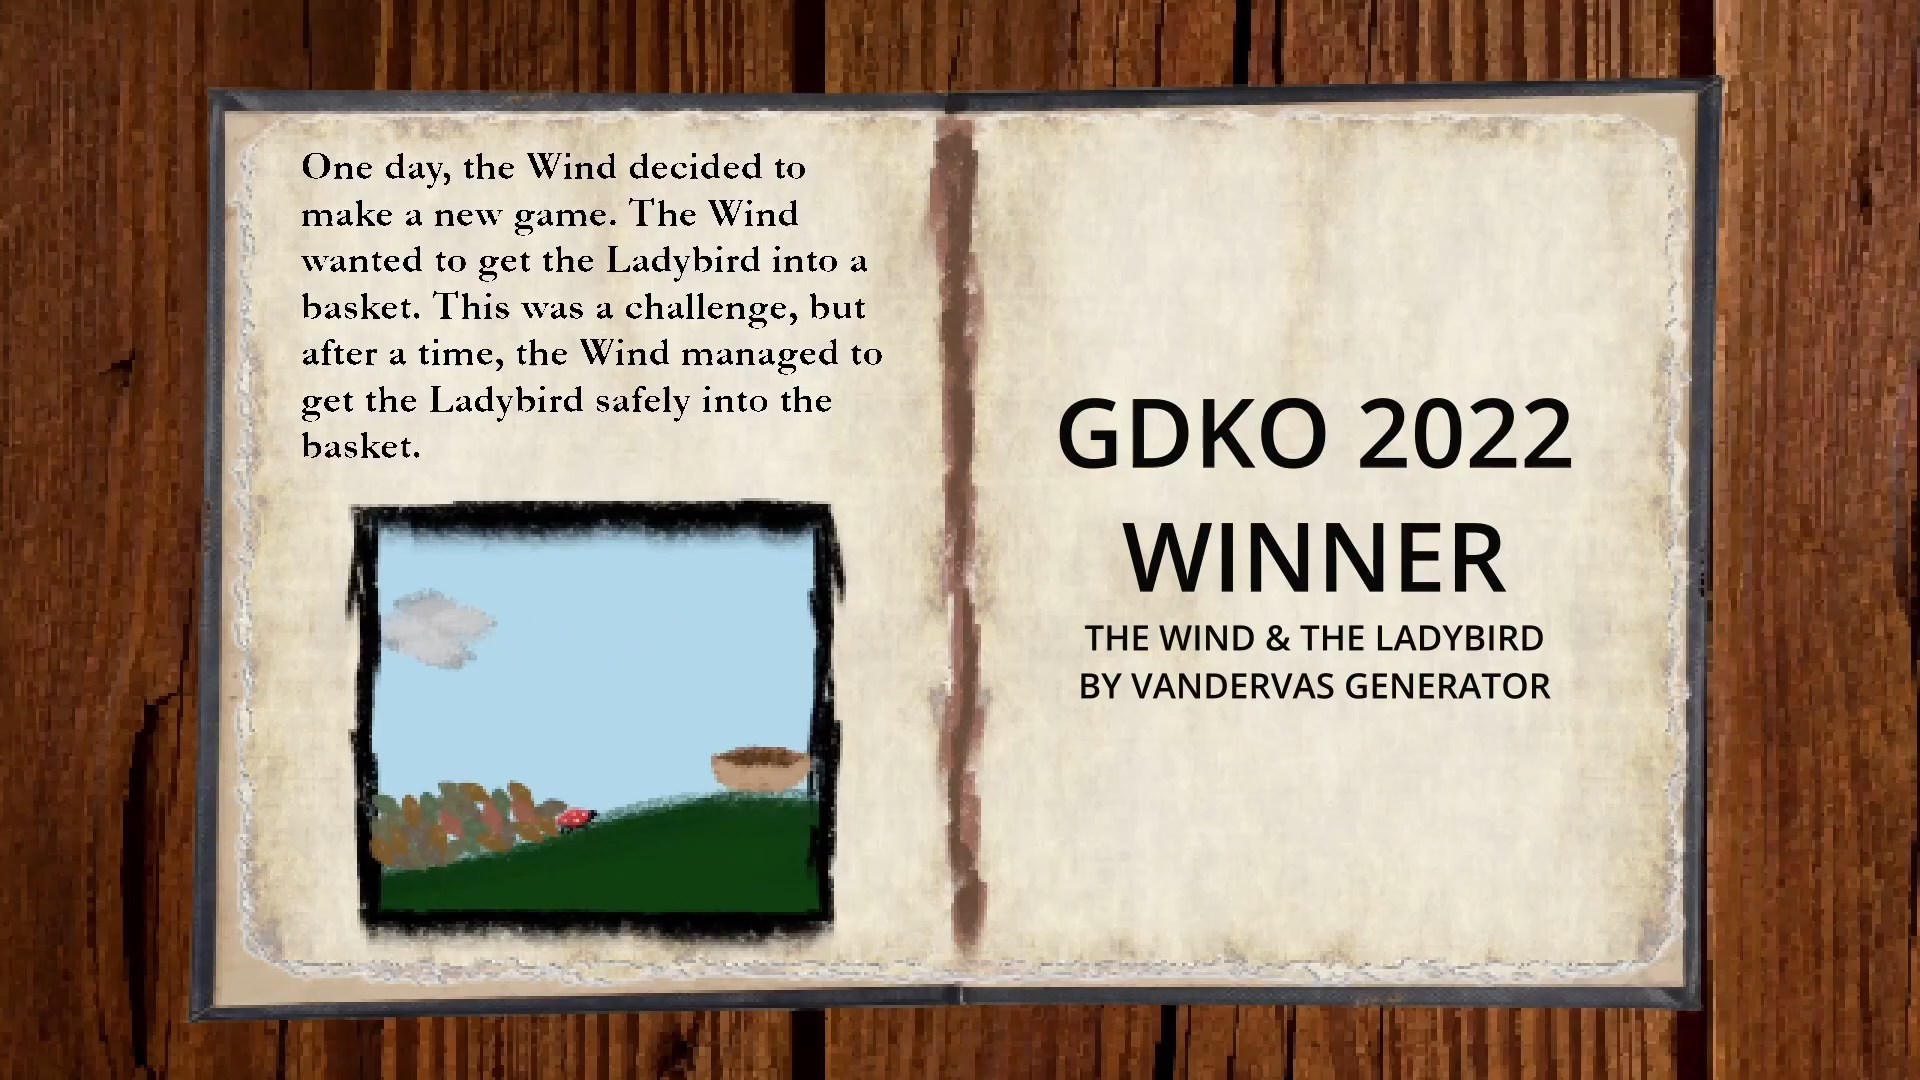 One day, the Wind decided to
make a new game. The Wind
wanted to get the Ladybird into a
basket. This was a challenge, but
after a time, the Wind managed to
get the Ladybird safely into the
basket.
GDKO 2022
WINNER
THE WIND & THE LADYBIRD
BY VANDERVAS GENERATOR